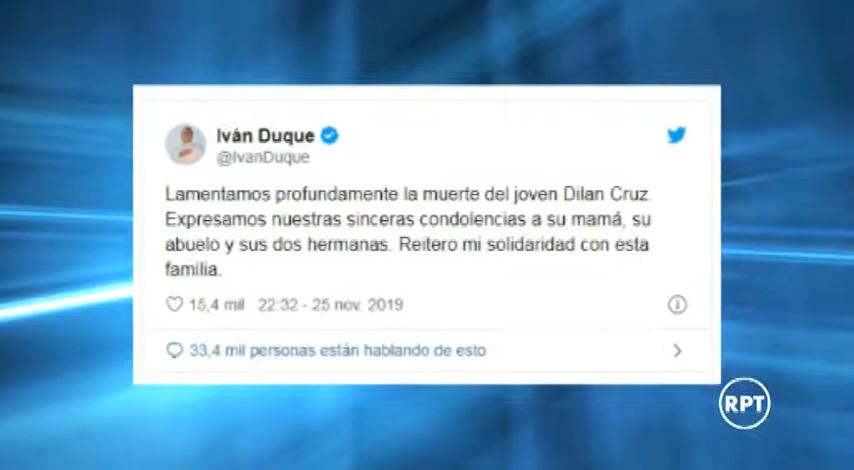 Iván Duque
@IvanDuque
Lamentamos profundamente la muerte del joven Dilan Cruz.
Expresamos nuestras sinceras condolencias a su mamá, su
abuelo y sus dos hermanas. Reitero mi solidaridad con esta
familia.
15,4 mil 22:32 - 25 nov. 2019
33,4 mil personas están hablando de esto
RPT